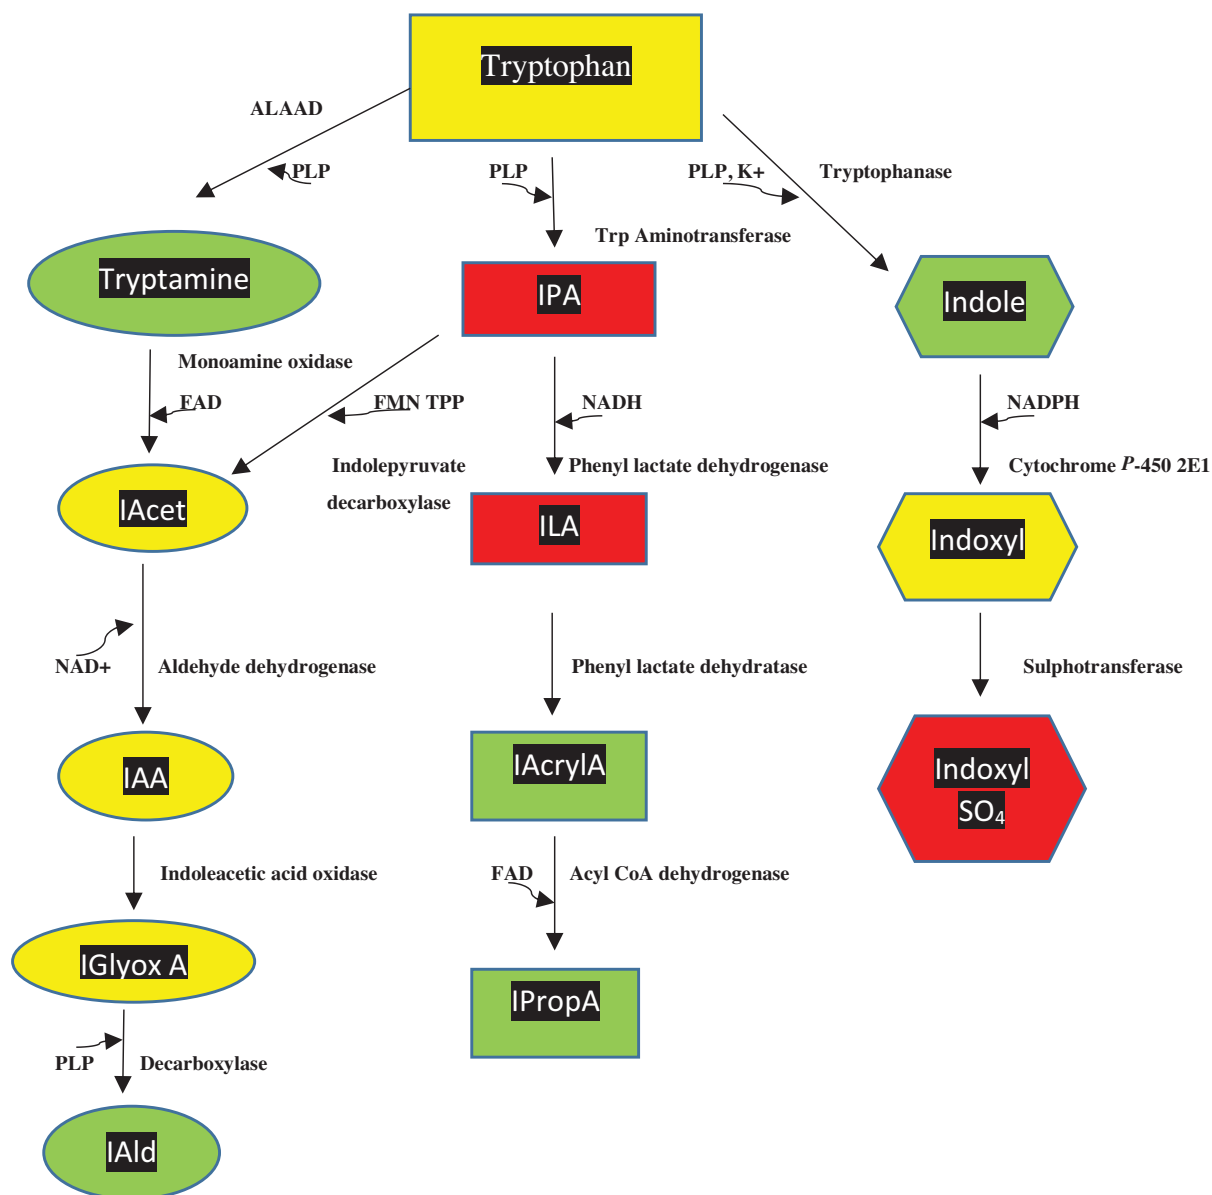 Tryptophan
ALAAD
PLP
PLP
PLP, K+
Tryptophanase
Trp Aminotransferase
Tryptamine
IPA
Indole
Monoamine oxidase
FAD
FMN TPP
NADH
NADPH
Indolepyruvate
decarboxylase
Phenyl lactate dehydrogenase
Cytochrome P-450 2E1
IAcet
ILA
Indoxyl
NAD+
Aldehyde dehydrogenase
Phenyl lactate dehydratase
Sulphotransferase
IAA
IAcrylA
Indoxyl
SO₄
Indoleacetic acid oxidase
FAD
Acyl CoA dehydrogenase
IGlyox A
IPropA
PLP
Decarboxylase
IAld